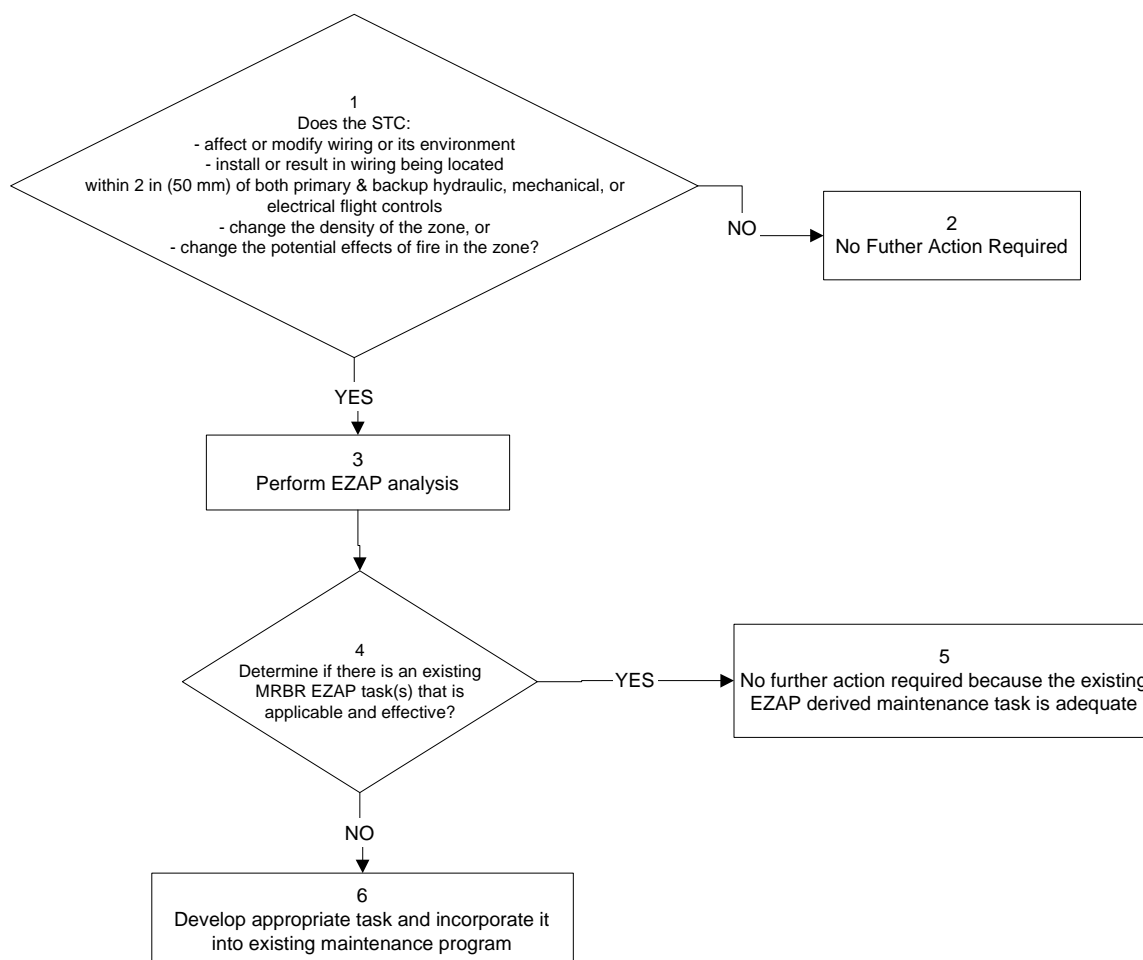 1
Does the STC:
- affect or modify wiring or its environment
- install or result in wiring being located
within 2 in (50 mm) of both primary & backup hydraulic, mechanical, or
electrical flight controls
- change the density of the zone, or
- change the potential effects of fire in the zone?
NO
2
No Futher Action Required
YES
3
Perform EZAP analysis
4
Determine if there is an existing
MRBR EZAP task(s) that is
applicable and effective?
YES
5
No further action required because the existing
EZAP derived maintenance task is adequate
NO
6
Develop appropriate task and incorporate it
into existing maintenance program